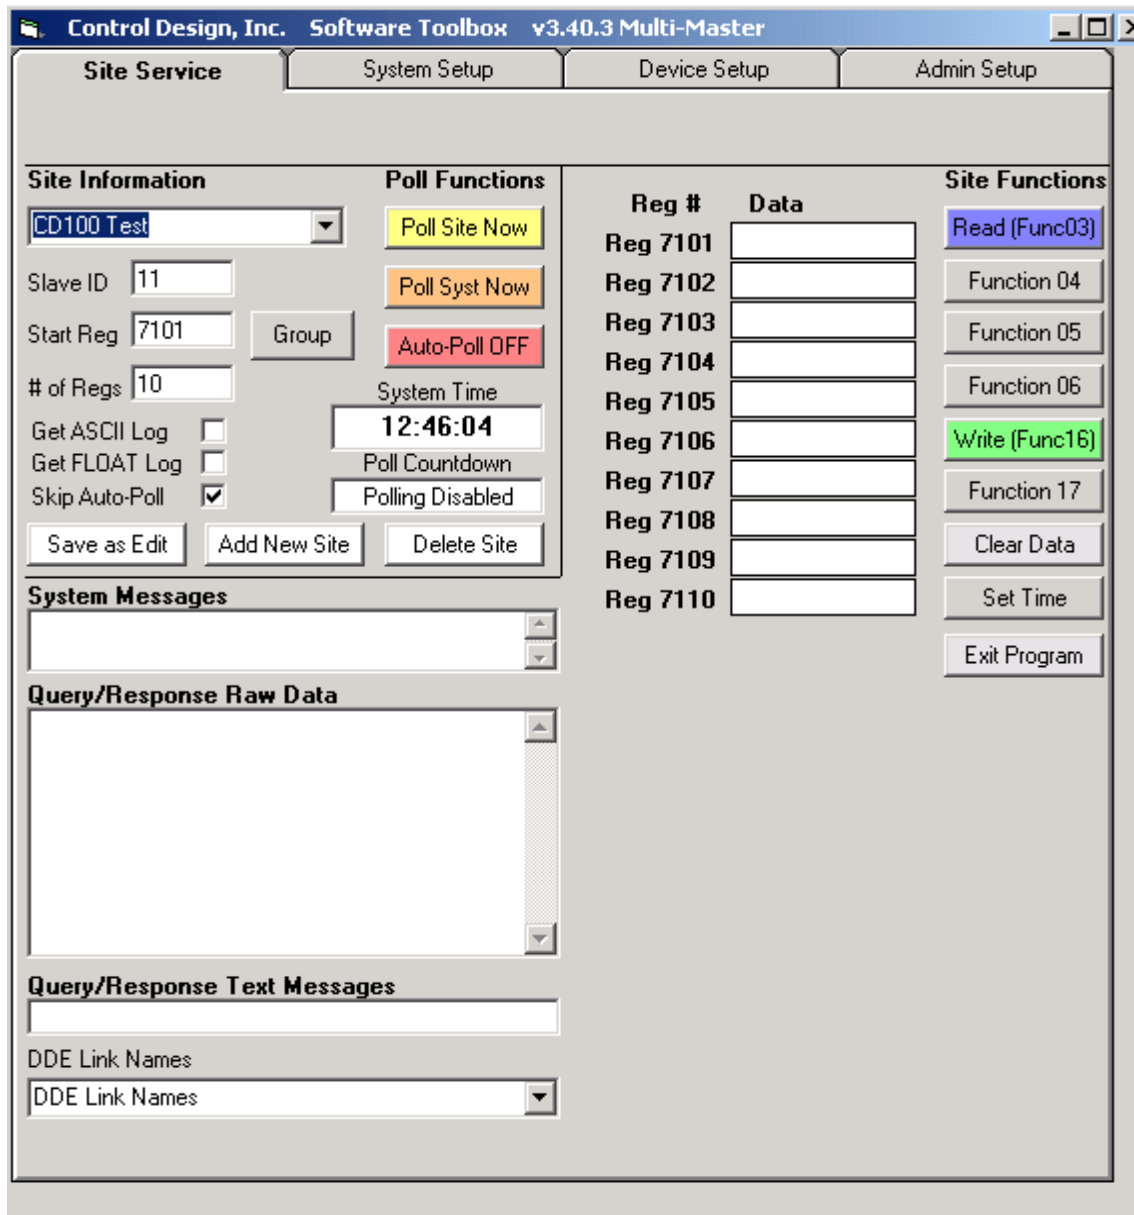 Control Design, Inc.   Software Toolbox   v3.40.3 Multi-Master
Site Service   System Setup   Device Setup   Admin Setup
Site Information
CD100 Test
Slave ID 11
Start Reg 7101 Group
# of Regs 10
Get ASCII Log
Get FLOAT Log
Skip Auto-Poll
Save as Edit   Add New Site   Delete Site
Poll Functions
Poll Site Now
Poll Syst Now
Auto-Poll OFF
System Time
12:46:04
Poll Countdown
Polling Disabled
System Messages
Query/Response Raw Data
Query/Response Text Messages
DDE Link Names
DDE Link Names
Reg #   Data
Reg 7101
Reg 7102
Reg 7103
Reg 7104
Reg 7105
Reg 7106
Reg 7107
Reg 7108
Reg 7109
Reg 7110
Site Functions
Read (Func03)
Function 04
Function 05
Function 06
Write (Func16)
Function 17
Clear Data
Set Time
Exit Program